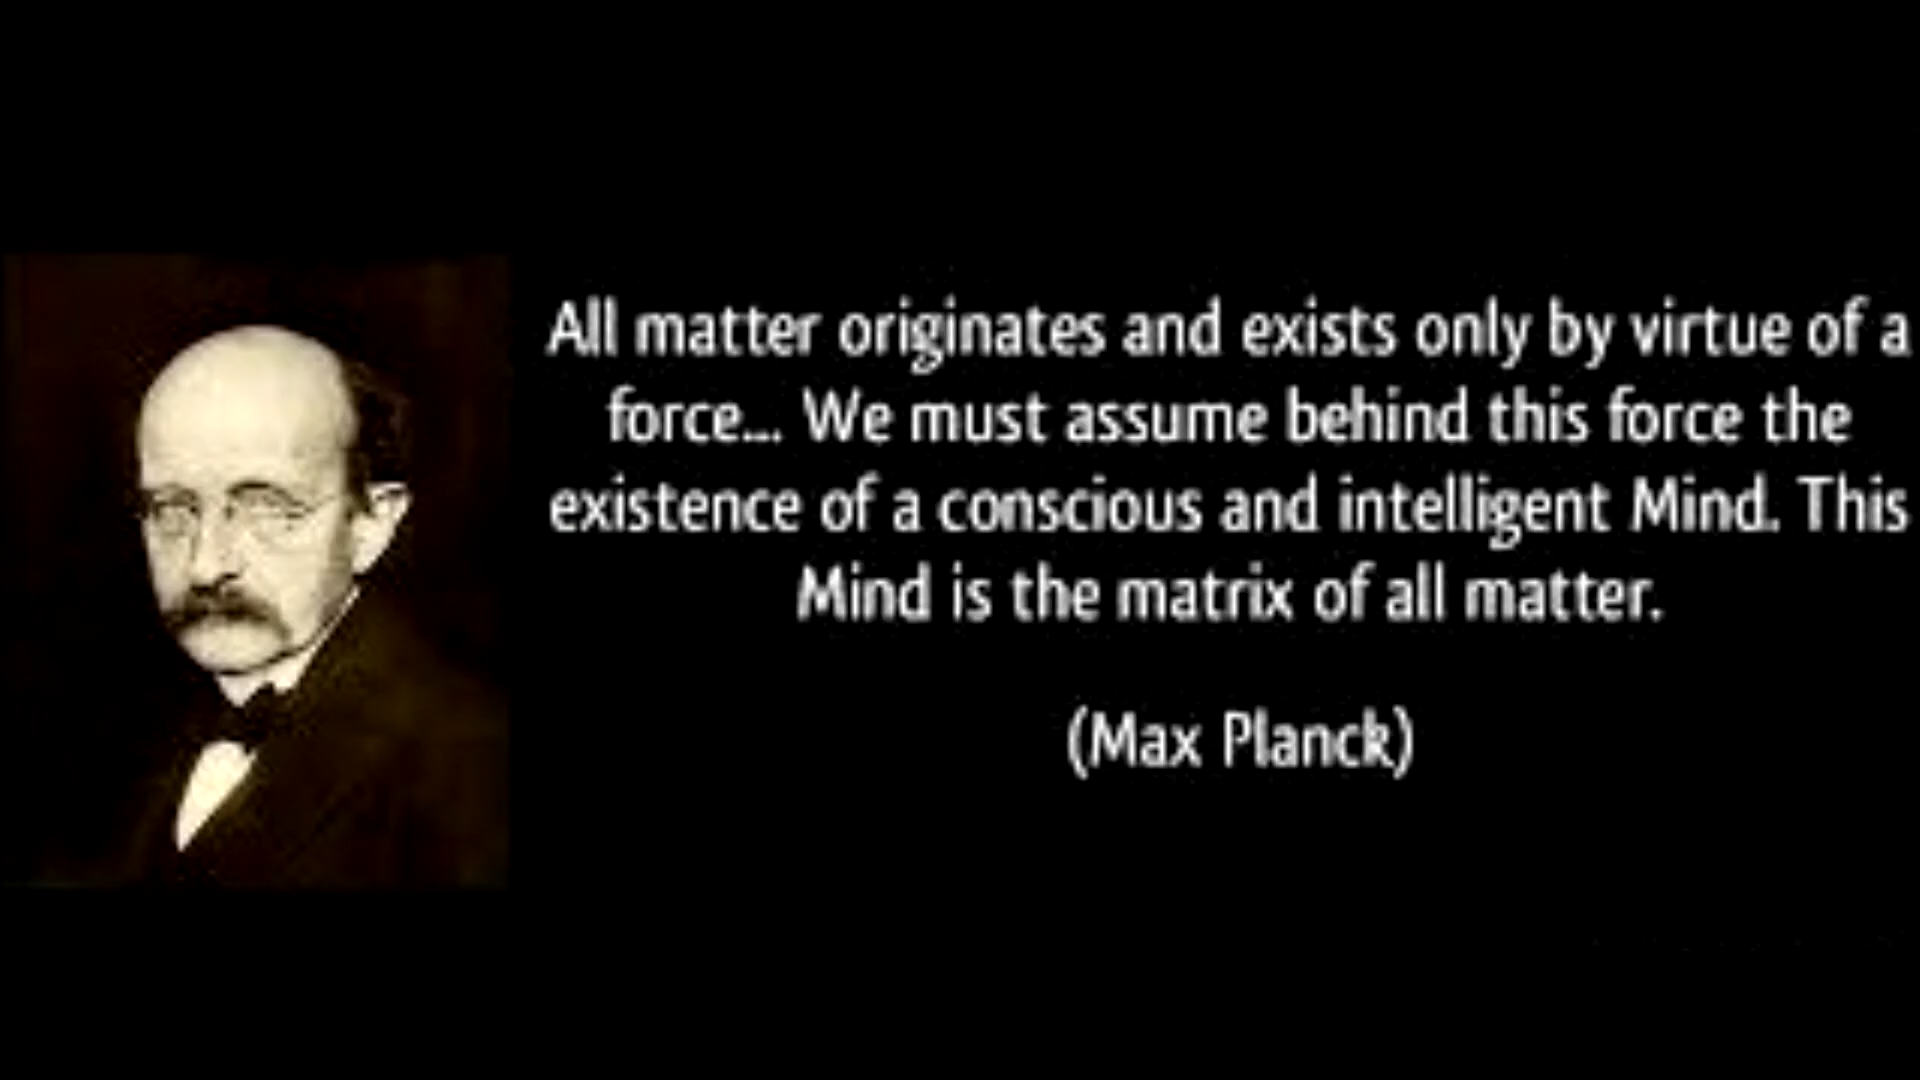 All matter originates and exists only by virtue of a
force... We must assume behind this force the
existence of a conscious and intelligent Mind. This
Mind is the matrix of all matter.
(Max Planck)